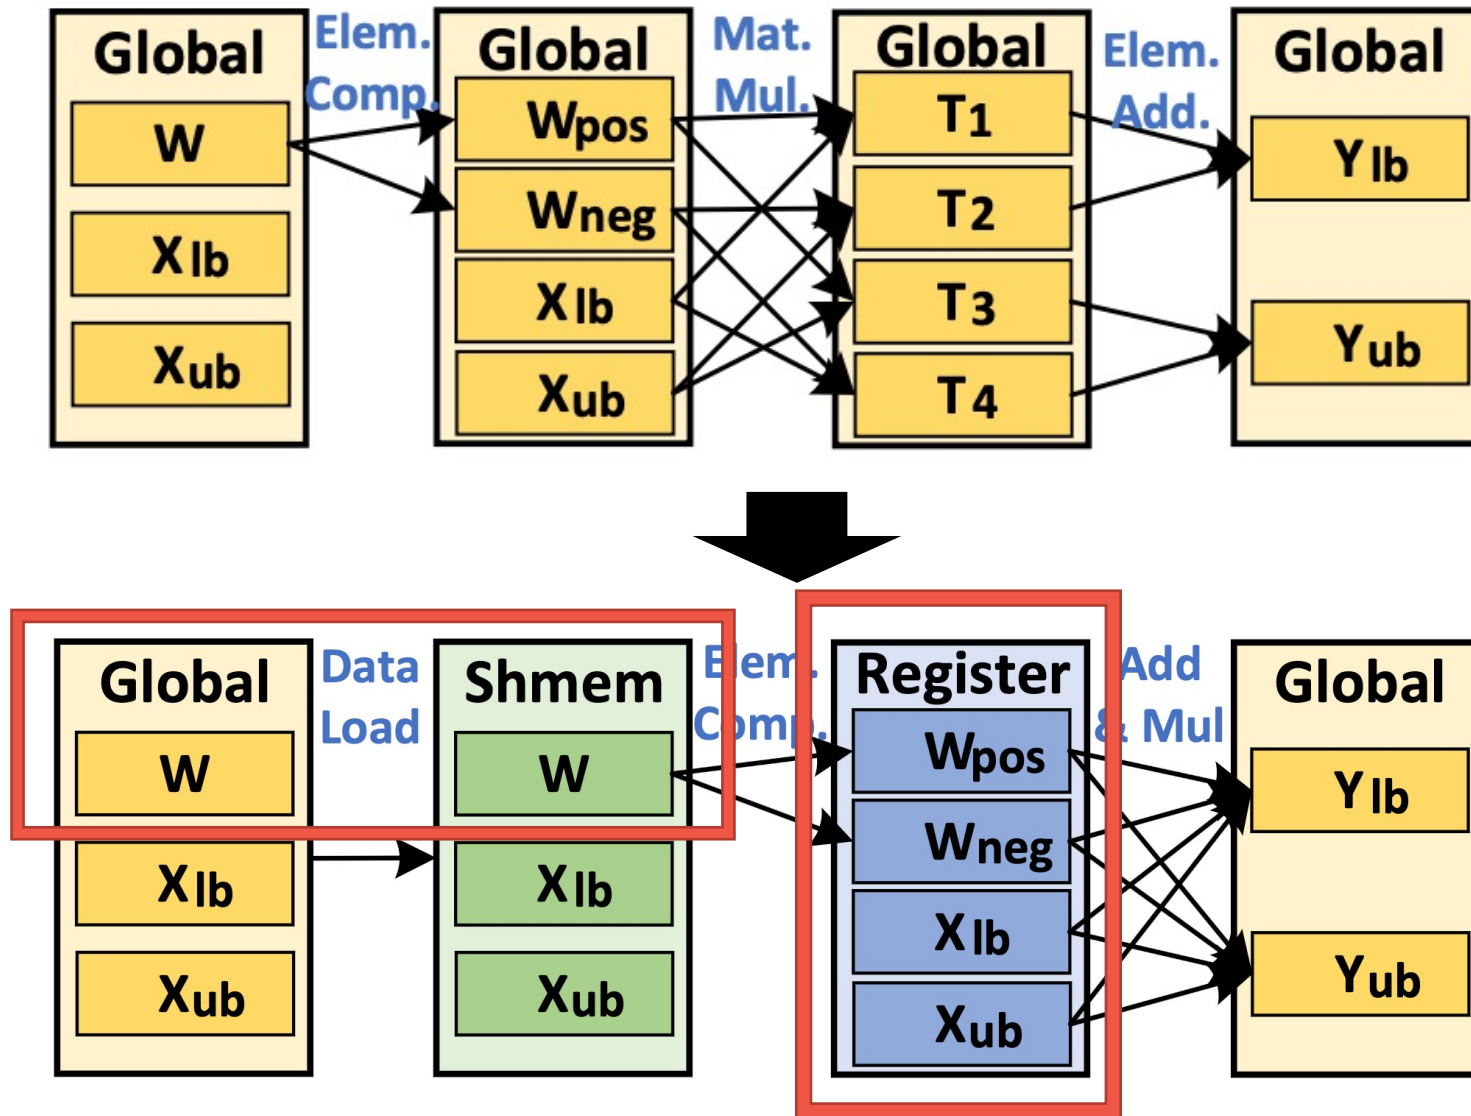 Global
W
Xlb
Xub
Elem.
Comp.
Global
Wpos
Wneg
Xlb
Xub
Mat.
Mul.
Global
T1
T2
T3
T4
Elem.
Add.
Global
Ylb
Yub
Global
W
Xlb
Xub
Data
Load
Shmem
W
Xlb
Xub
Elem.
Comp.
Register
Wpos
Wneg
Xlb
Xub
Add
& Mul
Global
Ylb
Yub